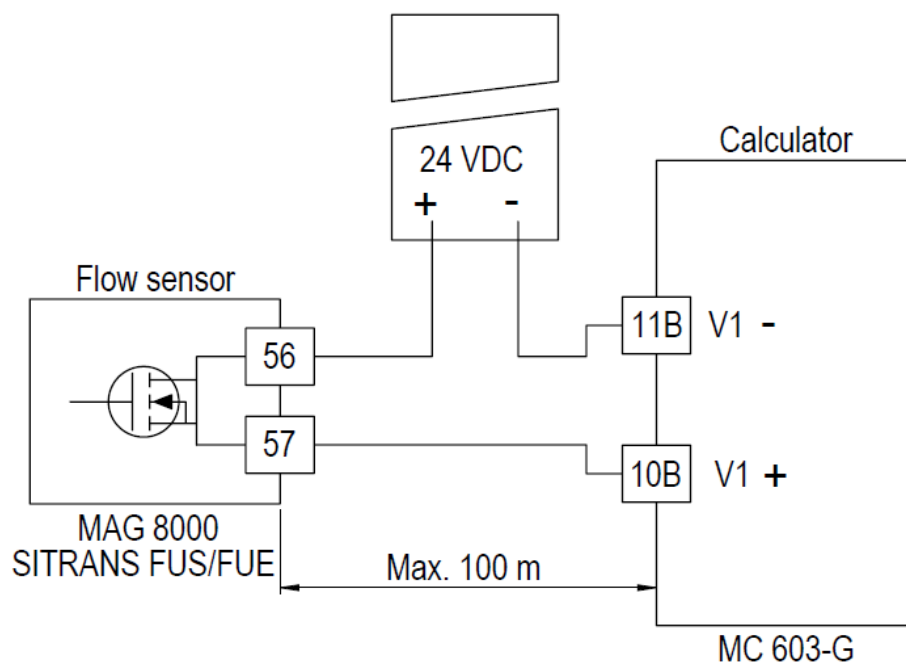 24 VDC
+ -
Calculator
Flow sensor
56
57
11B V1 -
10B V1 +
MAG 8000
SITRANS FUS/FUE
Max. 100 m
MC 603-G